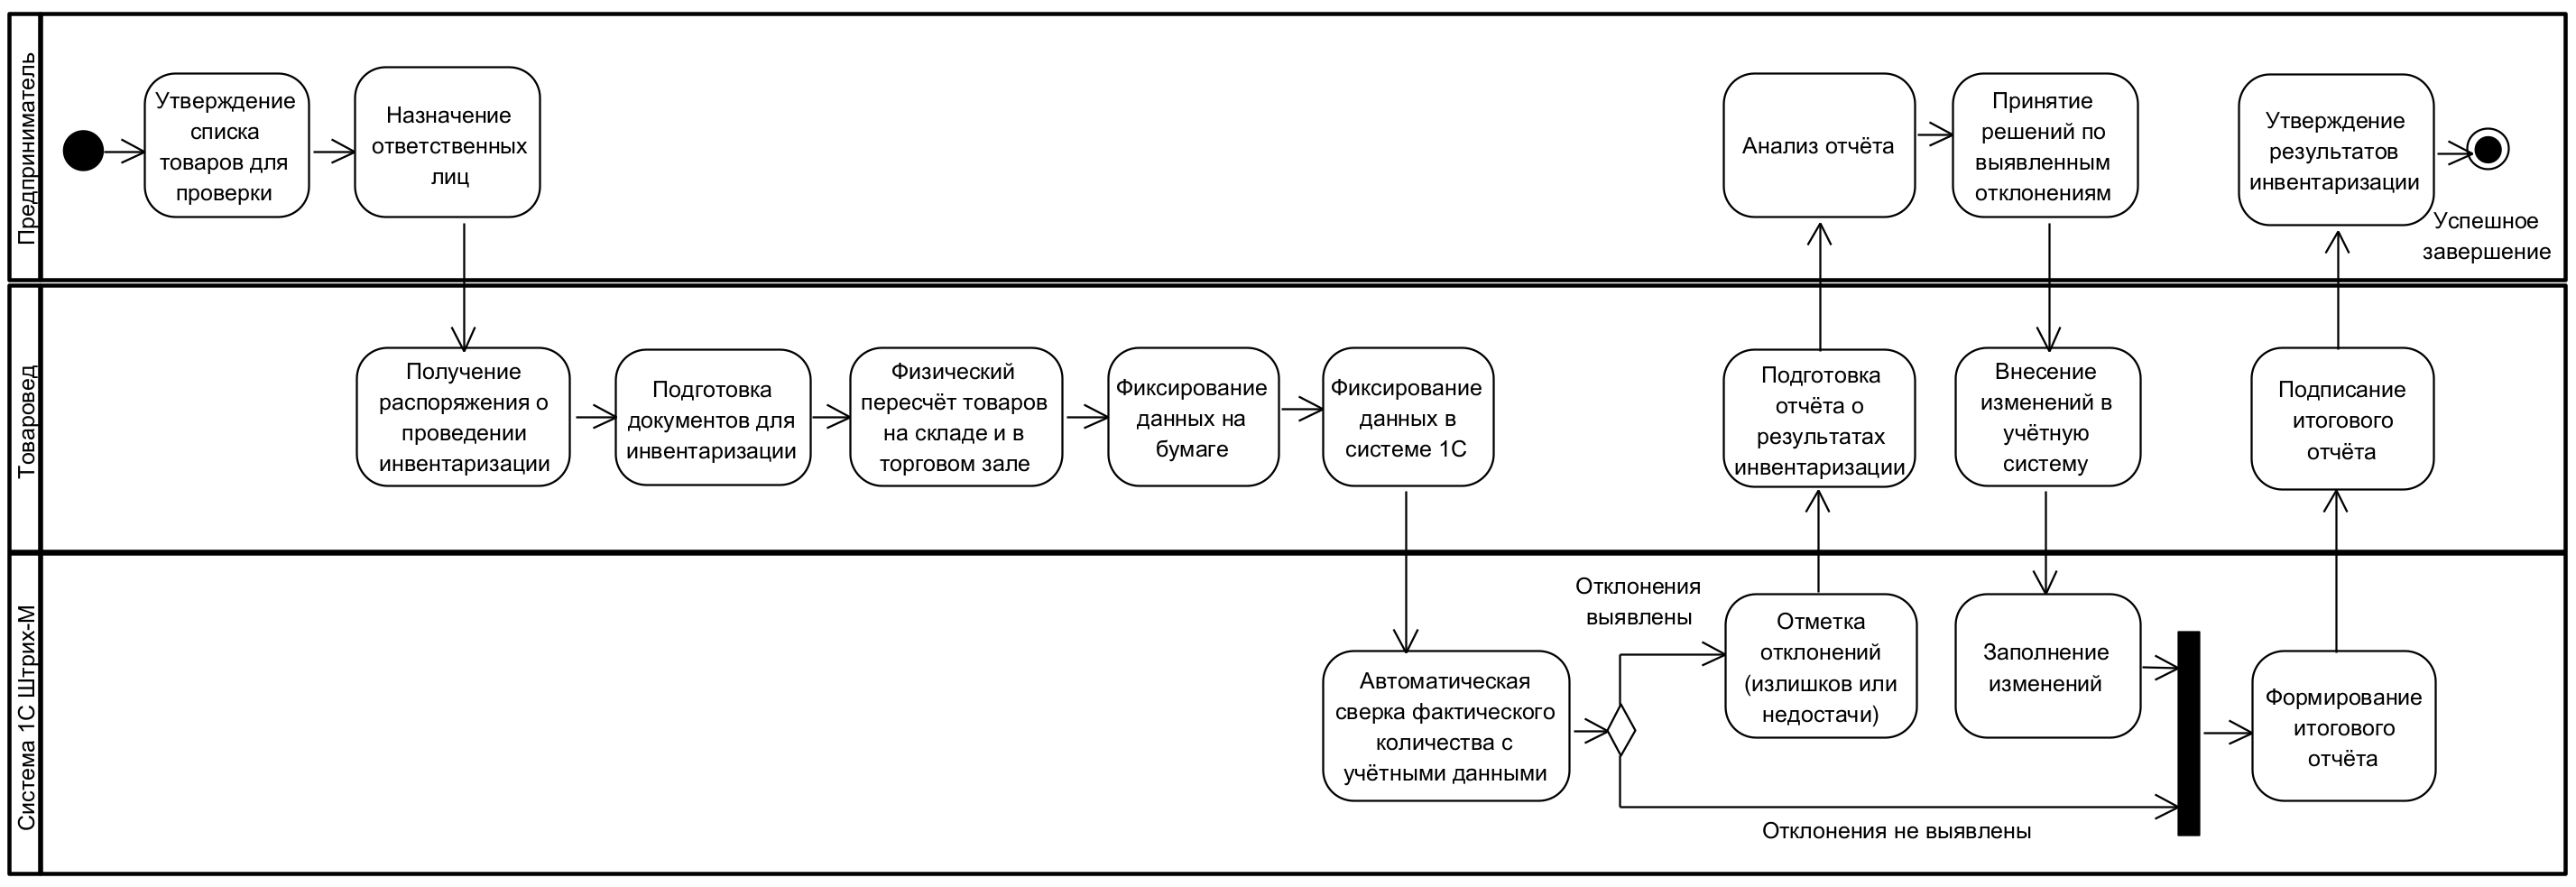 Предприниматель
Утверждение
списка
товаров для
проверки
Назначение
ответственных
лиц
Анализ отчёта
Принятие
решений по
выявленным
отклонениям
Утверждение
результатов
инвентаризации
Успешное
завершение
Товаровед
Получение
распоряжения о
проведении
инвентаризации
Подготовка
документов для
инвентаризации
Физический
пересчёт товаров
на складе и в
торговом зале
Фиксирование
данных на
бумаге
Фиксирование
данных в
системе 1С
Подготовка
отчёта о
результатах
инвентаризации
Внесение
изменений в
учётную
систему
Подписание
итогового
отчёта
Система 1С Штрих-М
Автоматическая
сверка фактического
количества с
учётными данными
Отклонения
выявлены
Отметка
отклонений
(излишков или
недостачи)
Заполнение
изменений
Отклонения не выявлены
Формирование
итогового
отчёта